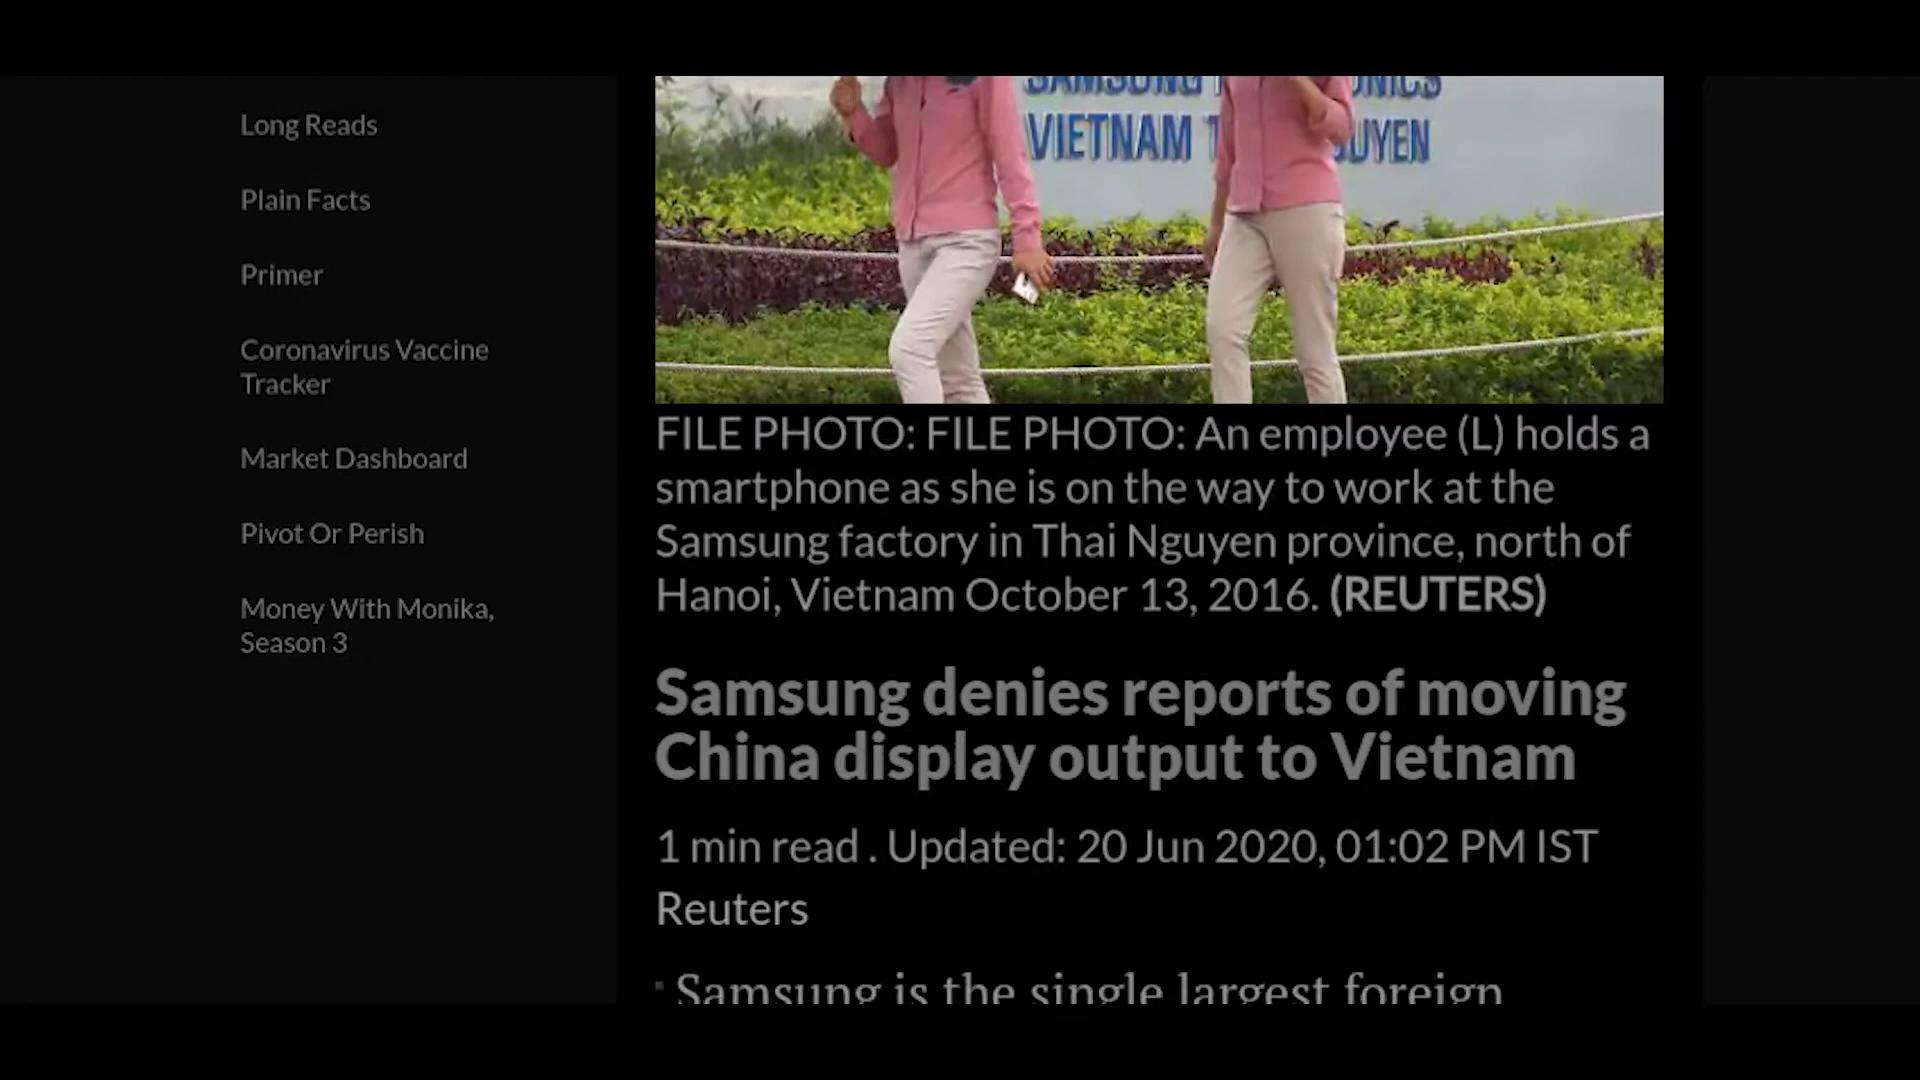 Long Reads
Plain Facts
Primer
Coronavirus Vaccine
Tracker
Market Dashboard
Pivot Or Perish
Money With Monika,
Season 3
SAMSUNG
VIETNAM
FILE PHOTO: FILE PHOTO: An employee (L) holds a
smartphone as she is on the way to work at the
Samsung factory in Thai Nguyen province, north of
Hanoi, Vietnam October 13, 2016. (REUTERS)
Samsung denies reports of moving
China display output to Vietnam
1 min read . Updated: 20 Jun 2020, 01:02 PM IST
Reuters
Samsung is the single largest foreign